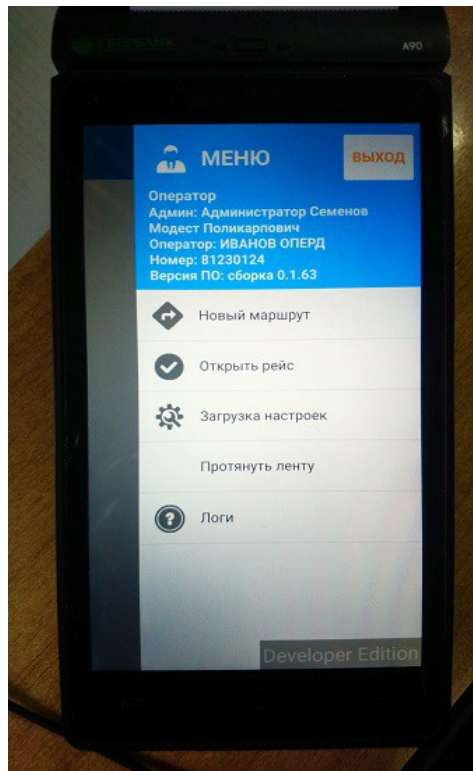 СБЕРБАНК
A90
МЕНЮ
ВЫХОД
Оператор
Админ: Администратор Семенов
Модест Поликарпович
Оператор: ИВАНОВ ОПЕРД
Номер: 81230124
Версия ПО: сборка 0.1.63
Новый маршрут
Открыть рейс
Загрузка настроек
Протянуть ленту
Логи
Developer Edition